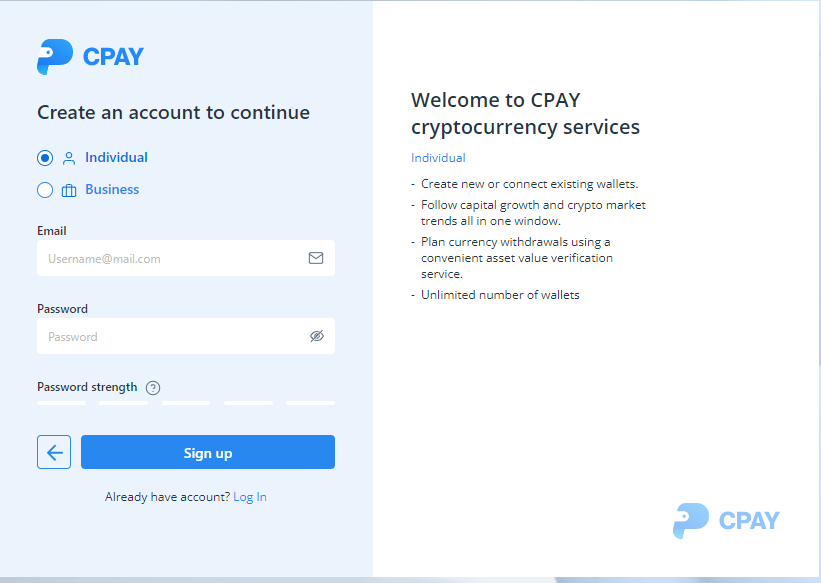 CPAY
Create an account to continue
Individual
Business
Email
Username@mail.com
Password
Password
Password strength ?
Sign up
Already have account? Log In
Welcome to CPAY
cryptocurrency services
Individual
- Create new or connect existing wallets.
- Follow capital growth and crypto market
trends all in one window.
- Plan currency withdrawals using a
convenient asset value verification
service.
- Unlimited number of wallets
CPAY